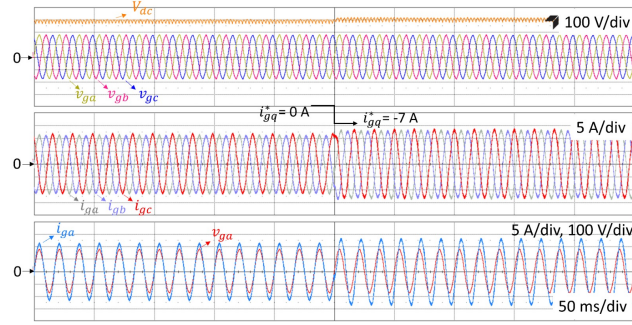 V_dc
100 V/div
0
v_ga v_gb v_gc
i*_gq = 0 A
i*_gq = -7 A
5 A/div
0
i_ga i_gb i_gc
i_ga
v_ga
5 A/div, 100 V/div
0
50 ms/div